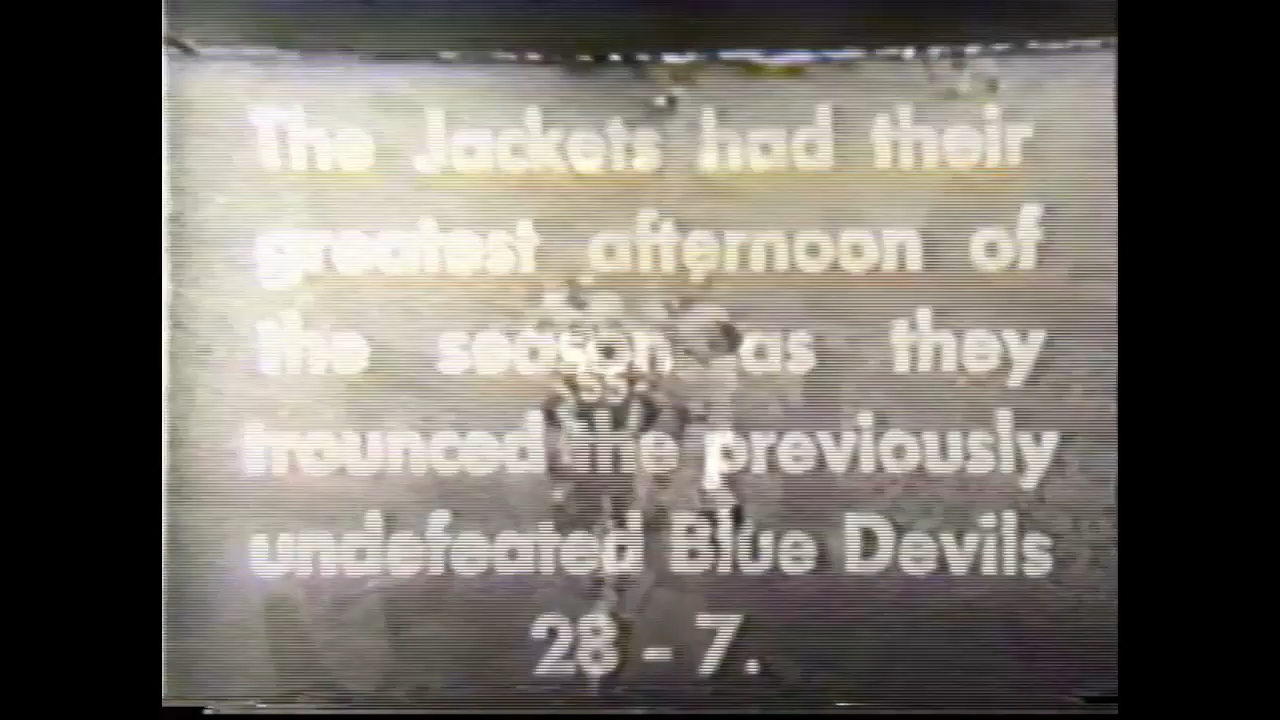 The Jackets had their
greatest afternoon of
the season as they
trounced the previously
undefeated Blue Devils
28 - 7.